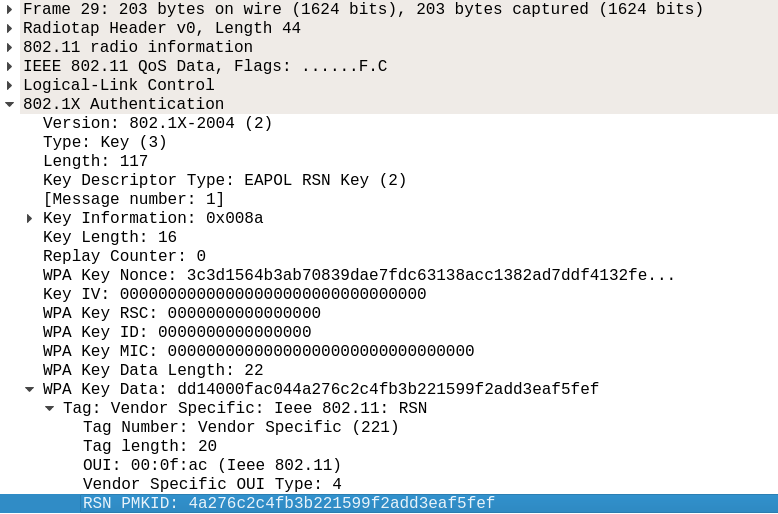 Frame 29: 203 bytes on wire (1624 bits), 203 bytes captured (1624 bits)
Radiotap Header v0, Length 44
802.11 radio information
IEEE 802.11 QoS Data, Flags: ......F.C
Logical-Link Control
802.1X Authentication
Version: 802.1X-2004 (2)
Type: Key (3)
Length: 117
Key Descriptor Type: EAPOL RSN Key (2)
[Message number: 1]
Key Information: 0x008a
Key Length: 16
Replay Counter: 0
WPA Key Nonce: 3c3d1564b3ab70839dae7fdc63138acc1382ad7ddf4132fe...
Key IV: 00000000000000000000000000000000
WPA Key RSC: 0000000000000000
WPA Key ID: 0000000000000000
WPA Key MIC: 00000000000000000000000000000000
WPA Key Data Length: 22
WPA Key Data: dd14000fac044a276c2c4fb3b221599f2add3eaf5fef
Tag: Vendor Specific: Ieee 802.11: RSN
Tag Number: Vendor Specific (221)
Tag length: 20
OUI: 00:0f:ac (Ieee 802.11)
Vendor Specific OUI Type: 4
RSN PMKID: 4a276c2c4fb3b221599f2add3eaf5fef